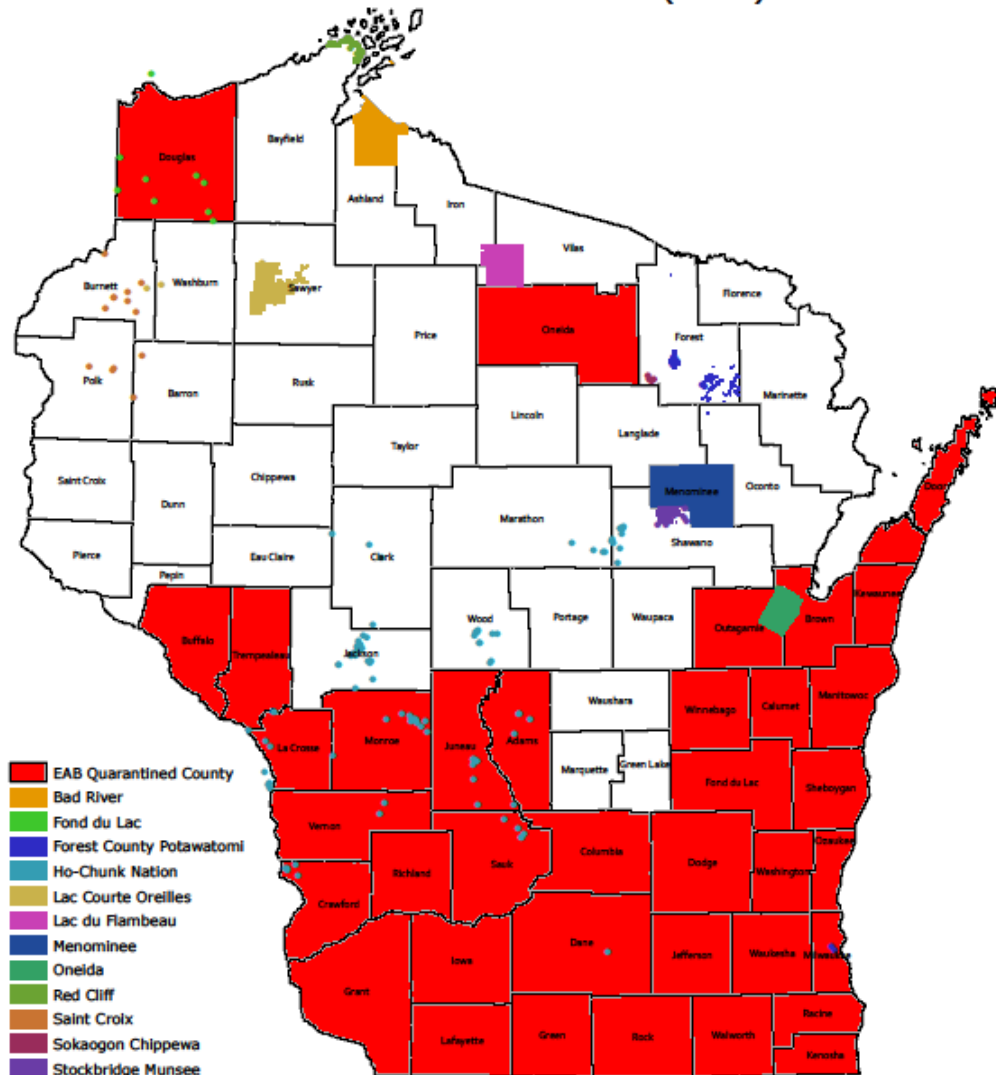 Bayfield
Douglas
Ashland
Iron
Vilas
Burnett
Washburn
Sawyer
Florence
Price
Oneida
Forest
Polk
Barron
Rusk
Marinette
Lincoln
Langlade
Taylor
Saint Croix
Chippewa
Dunn
Menominee
Oconto
Door
Marathon
Pierce
Eau Claire
Clark
Shawano
Pepin
Kewaunee
Buffalo
Trempealeau
Jackson
Wood
Portage
Waupaca
Outagamie
Brown
Waushara
Winnebago
Calumet
Manitowoc
La Crosse
Monroe
Juneau
Adams
Marquette
Green Lake
Fond du Lac
Sheboygan
Vernon
Richland
Sauk
Columbia
Dodge
Washington
Ozaukee
Crawford
Dane
Jefferson
Waukesha
Milwaukee
Iowa
Grant
Lafayette
Green
Rock
Walworth
Racine
Kenosha
EAB Quarantined County
Bad River
Fond du Lac
Forest County Potawatomi
Ho-Chunk Nation
Lac Courte Oreilles
Lac du Flambeau
Menominee
Oneida
Red Cliff
Saint Croix
Sokaogon Chippewa
Stockbridge Munsee